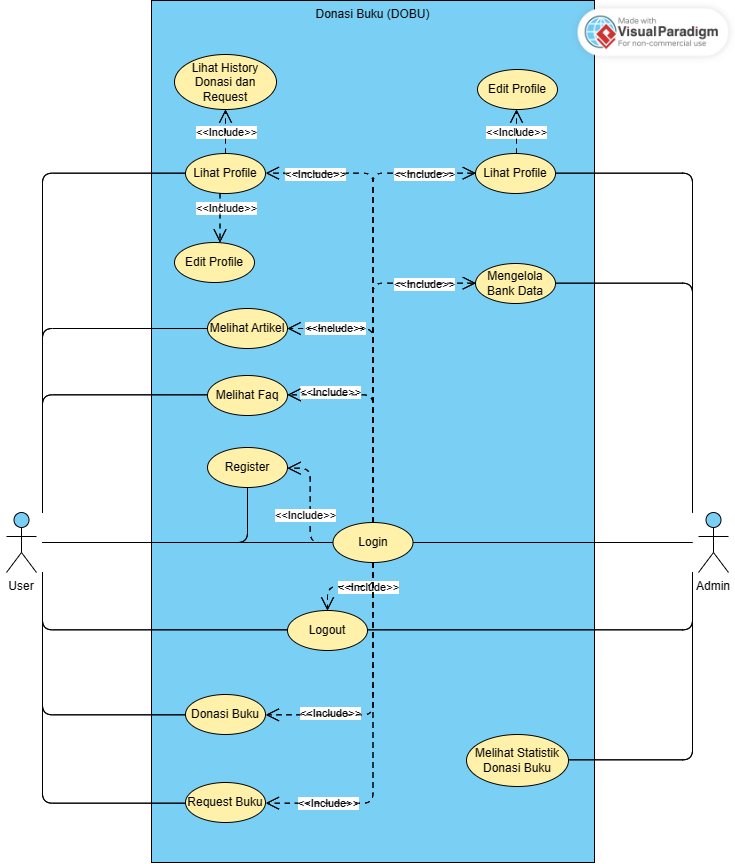 Donasi Buku (DOBU)
Made with
VisualParadigm
For non-commercial use
Lihat History
Donasi dan
Request
Edit Profile
<<Include>>
<<Include>>
Lihat Profile
<<Include>>
<<Include>>
Lihat Profile
<<Include>>
Edit Profile
<<Include>>
Mengelola
Bank Data
Melihat Artikel
<<Include>>
Melihat Faq
<<Include>>
Register
<<Include>>
Login
User
Admin
<<Include>>
Logout
Donasi Buku
<<Include>>
Melihat Statistik
Donasi Buku
Request Buku
<<Include>>